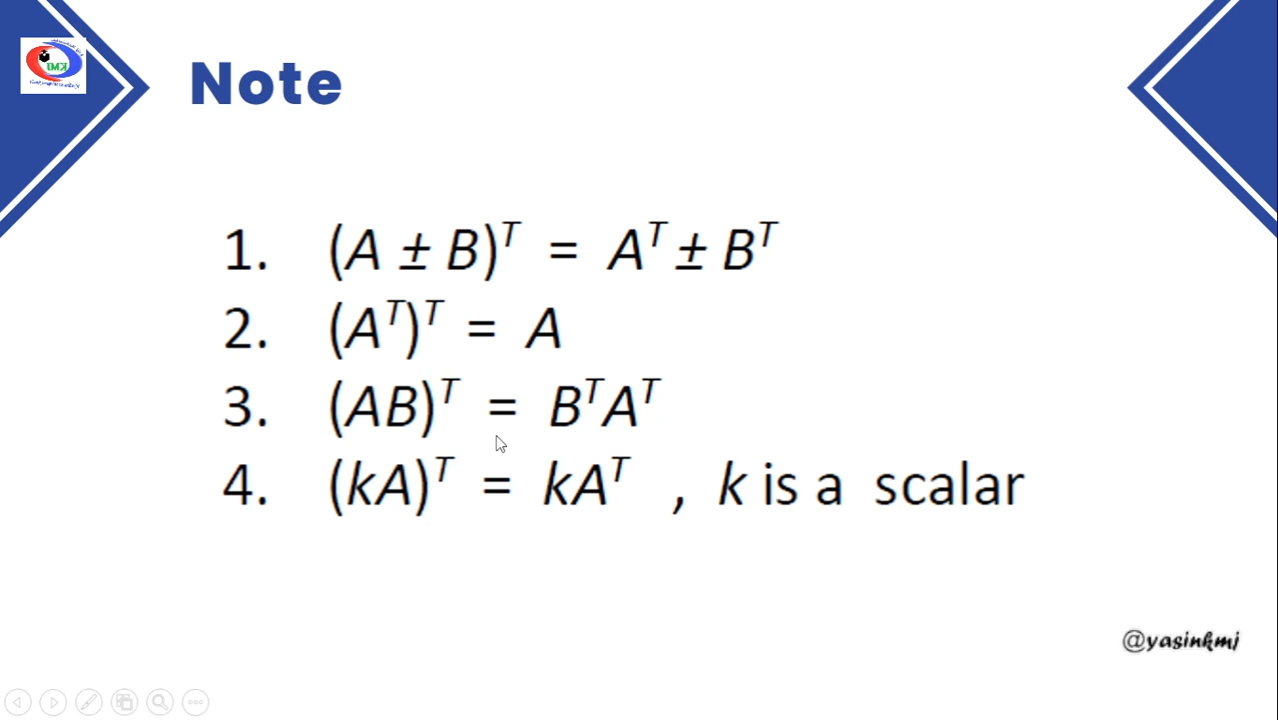 Note
1. (A ± B)ᵀ = Aᵀ ± Bᵀ
2. (Aᵀ)ᵀ = A
3. (AB)ᵀ = BᵀAᵀ
4. (kA)ᵀ = kAᵀ , k is a scalar
@yasinkmj